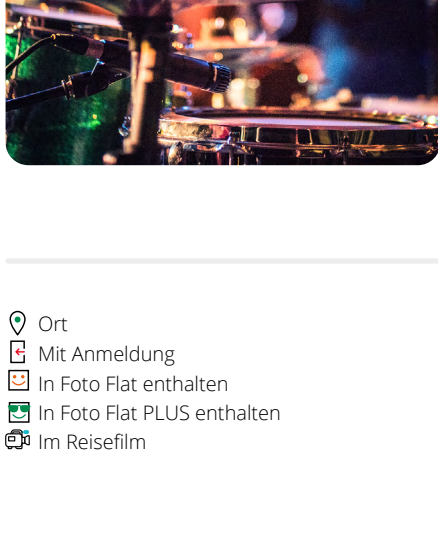 Ort
Mit Anmeldung
In Foto Flat enthalten
In Foto Flat PLUS enthalten
Im Reisefilm